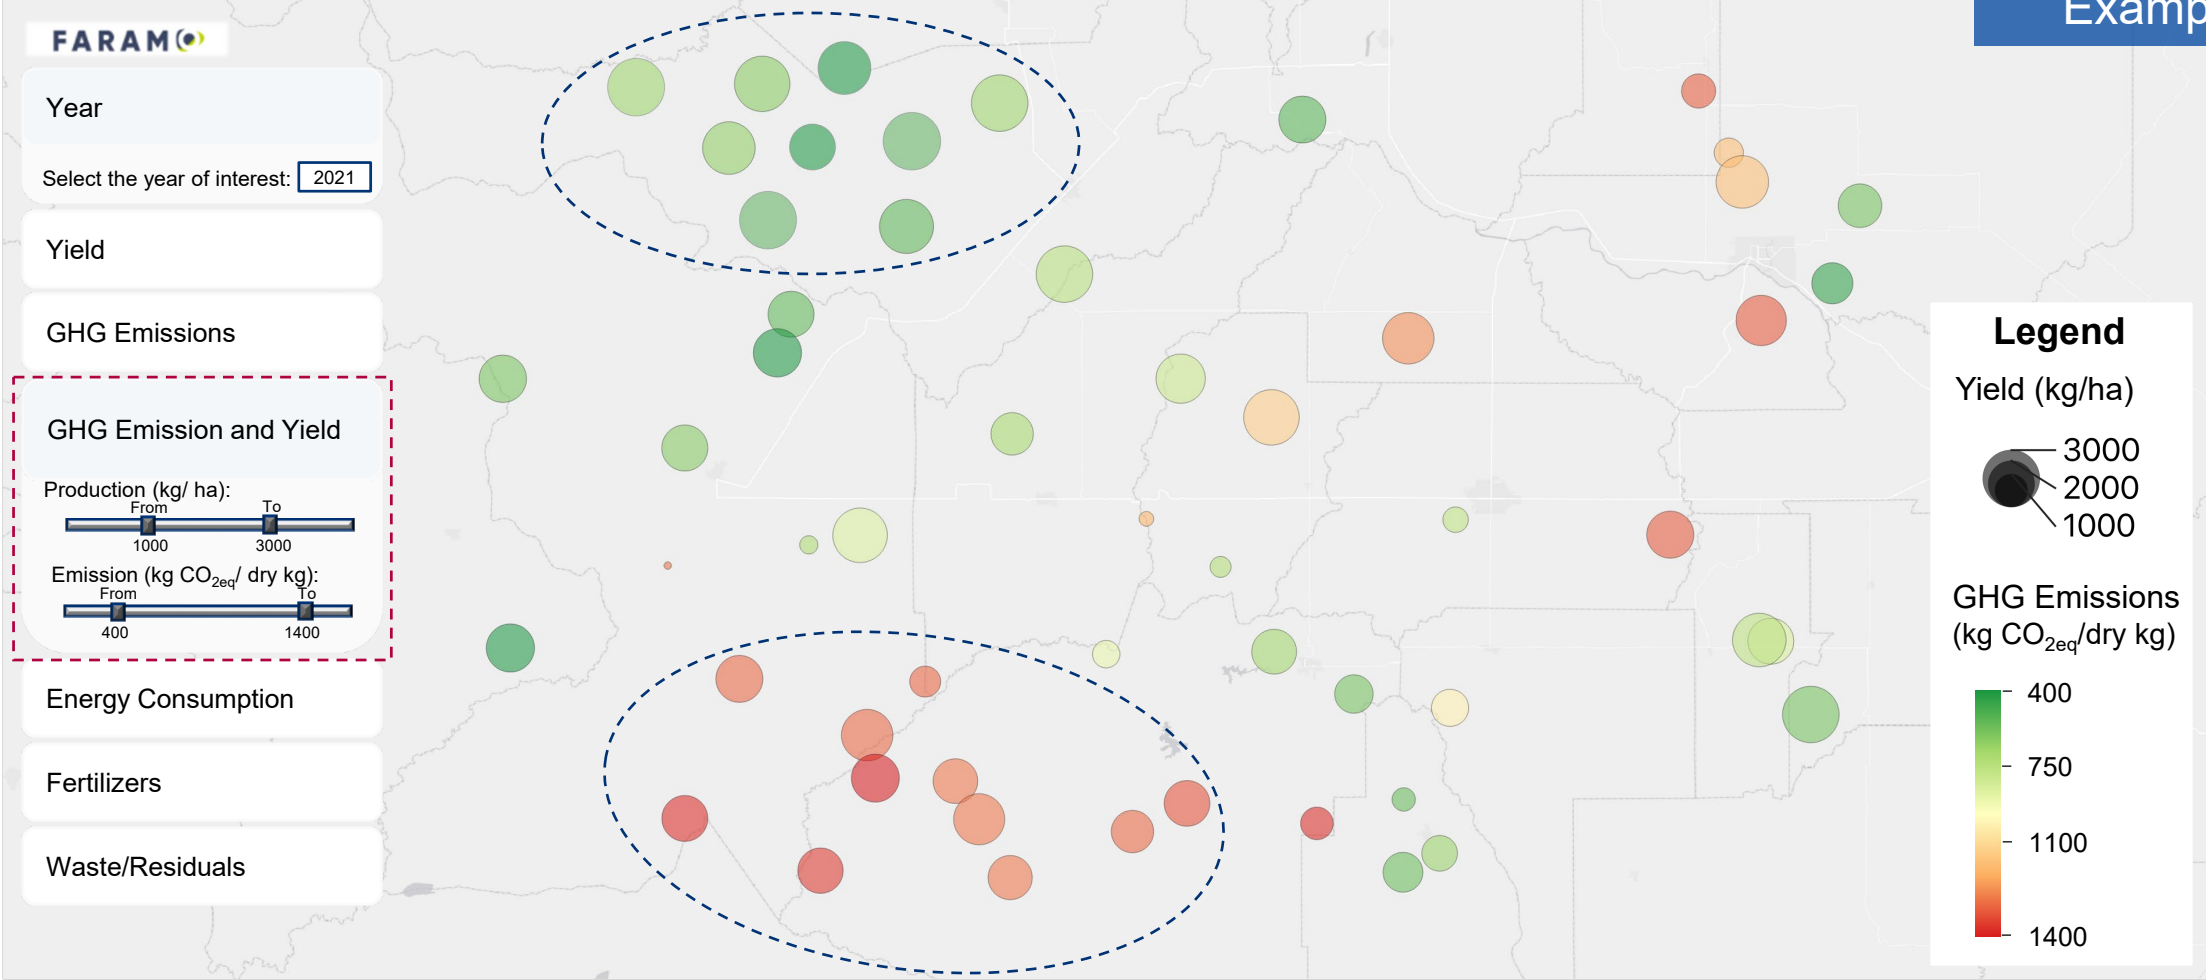 FARAMO
Year
Select the year of interest: 2021
Yield
GHG Emissions
GHG Emission and Yield
Production (kg/ ha):
From To
1000 3000
Emission (kg CO2eq/ dry kg):
From To
400 1400
Energy Consumption
Fertilizers
Waste/Residuals
Examp
Legend
Yield (kg/ha)
3000
2000
1000
GHG Emissions
(kg CO2eq/dry kg)
400
750
1100
1400